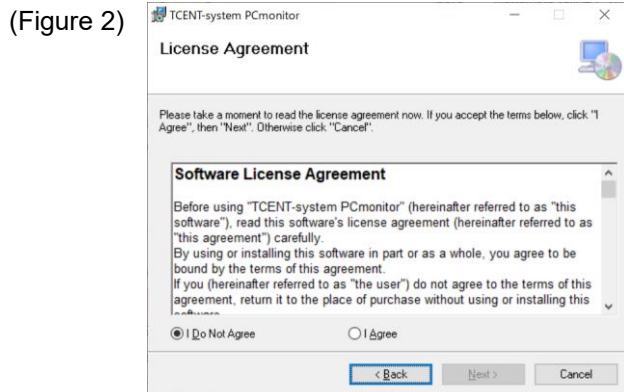 (Figure 2)
TCENT-system PCmonitor
License Agreement
Please take a moment to read the license agreement now. If you accept the terms below, click "I
Agree", then "Next". Otherwise click "Cancel".
Software License Agreement
Before using "TCENT-system PCmonitor" (hereinafter referred to as "this
software"), read this software's license agreement (hereinafter referred to as
"this agreement") carefully.
By using or installing this software in part or as a whole, you agree to be
bound by the terms of this agreement.
If you (hereinafter referred to as "the user") do not agree to the terms of this
agreement, return it to the place of purchase without using or installing this
I Do Not Agree
I Agree
< Back
Next >
Cancel